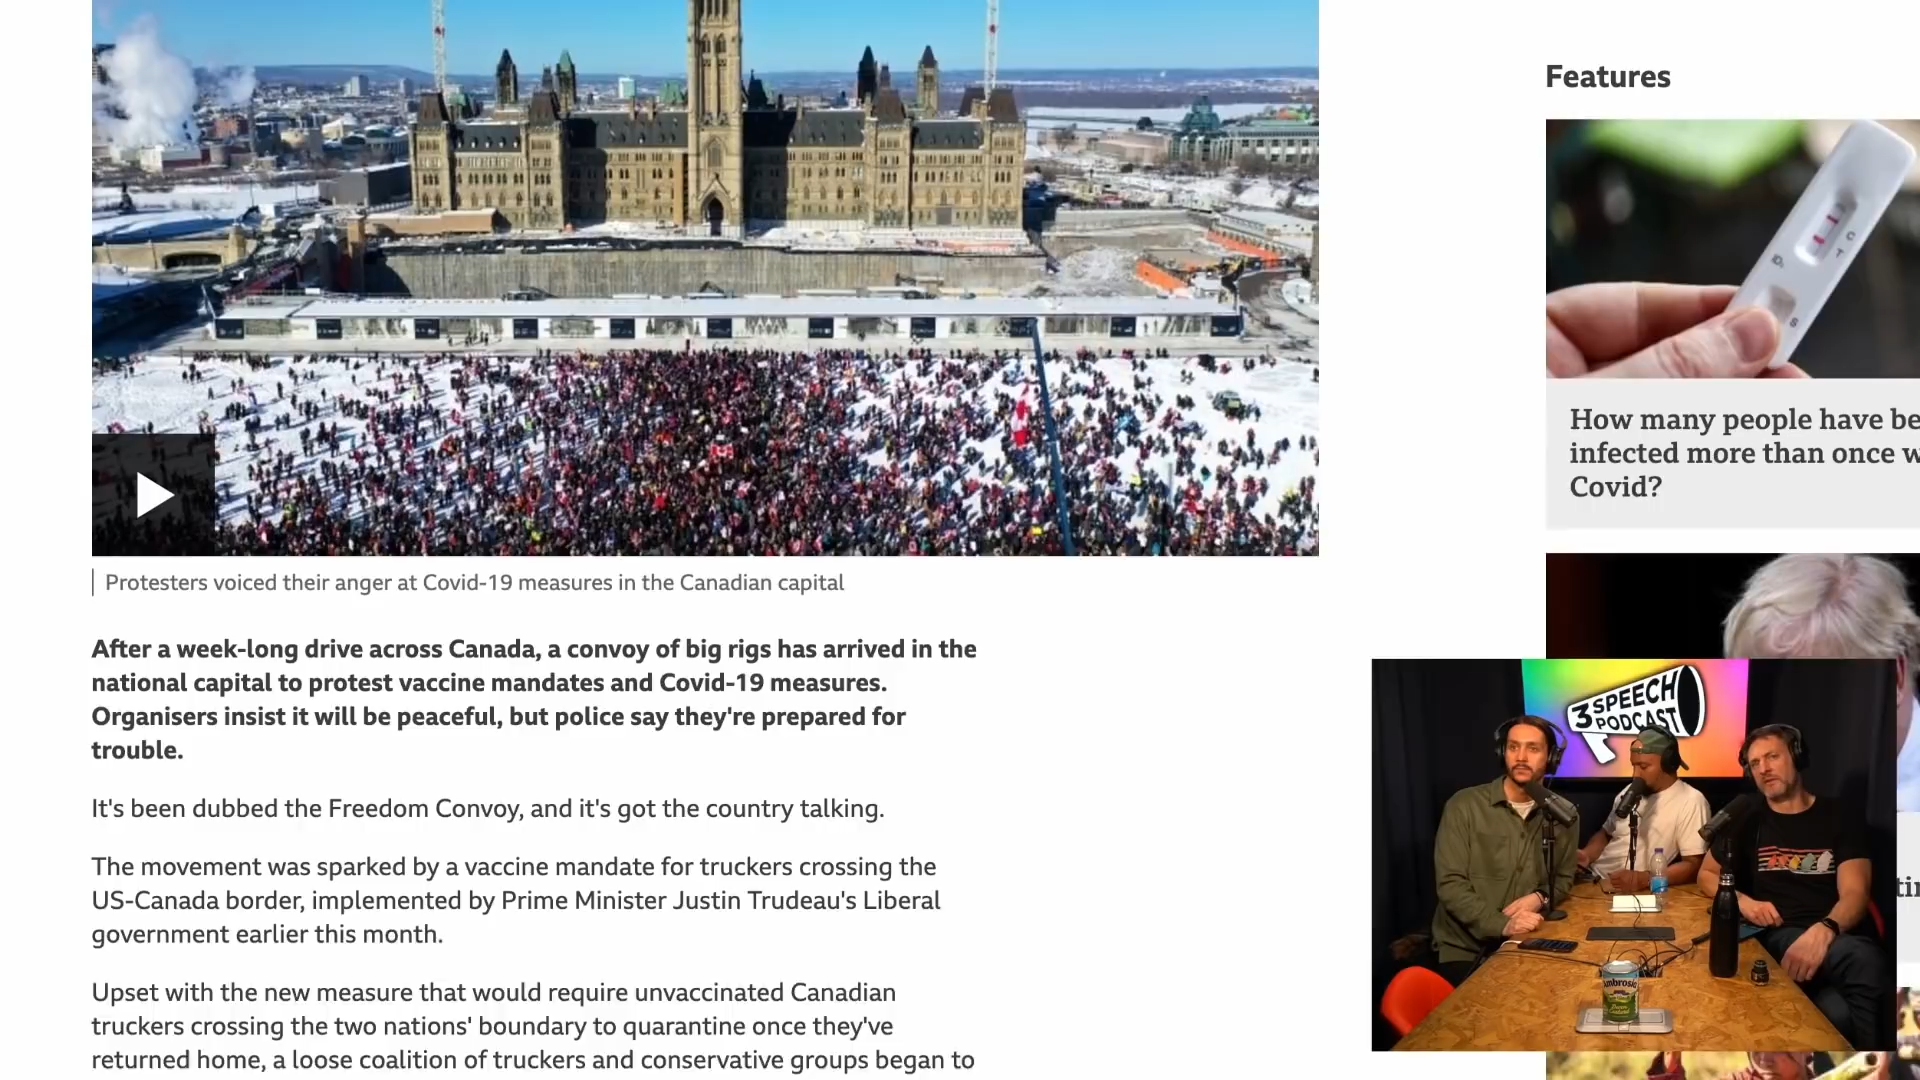 Features
How many people have be
infected more than once w
Covid?
Protesters voiced their anger at Covid-19 measures in the Canadian capital
After a week-long drive across Canada, a convoy of big rigs has arrived in the
national capital to protest vaccine mandates and Covid-19 measures.
Organisers insist it will be peaceful, but police say they're prepared for
trouble.
It's been dubbed the Freedom Convoy, and it's got the country talking.
The movement was sparked by a vaccine mandate for truckers crossing the
US-Canada border, implemented by Prime Minister Justin Trudeau's Liberal
government earlier this month.
Upset with the new measure that would require unvaccinated Canadian
truckers crossing the two nations' boundary to quarantine once they've
returned home, a loose coalition of truckers and conservative groups began to
3 SPEECH
PODCAST
Ambrosia
C
T
S